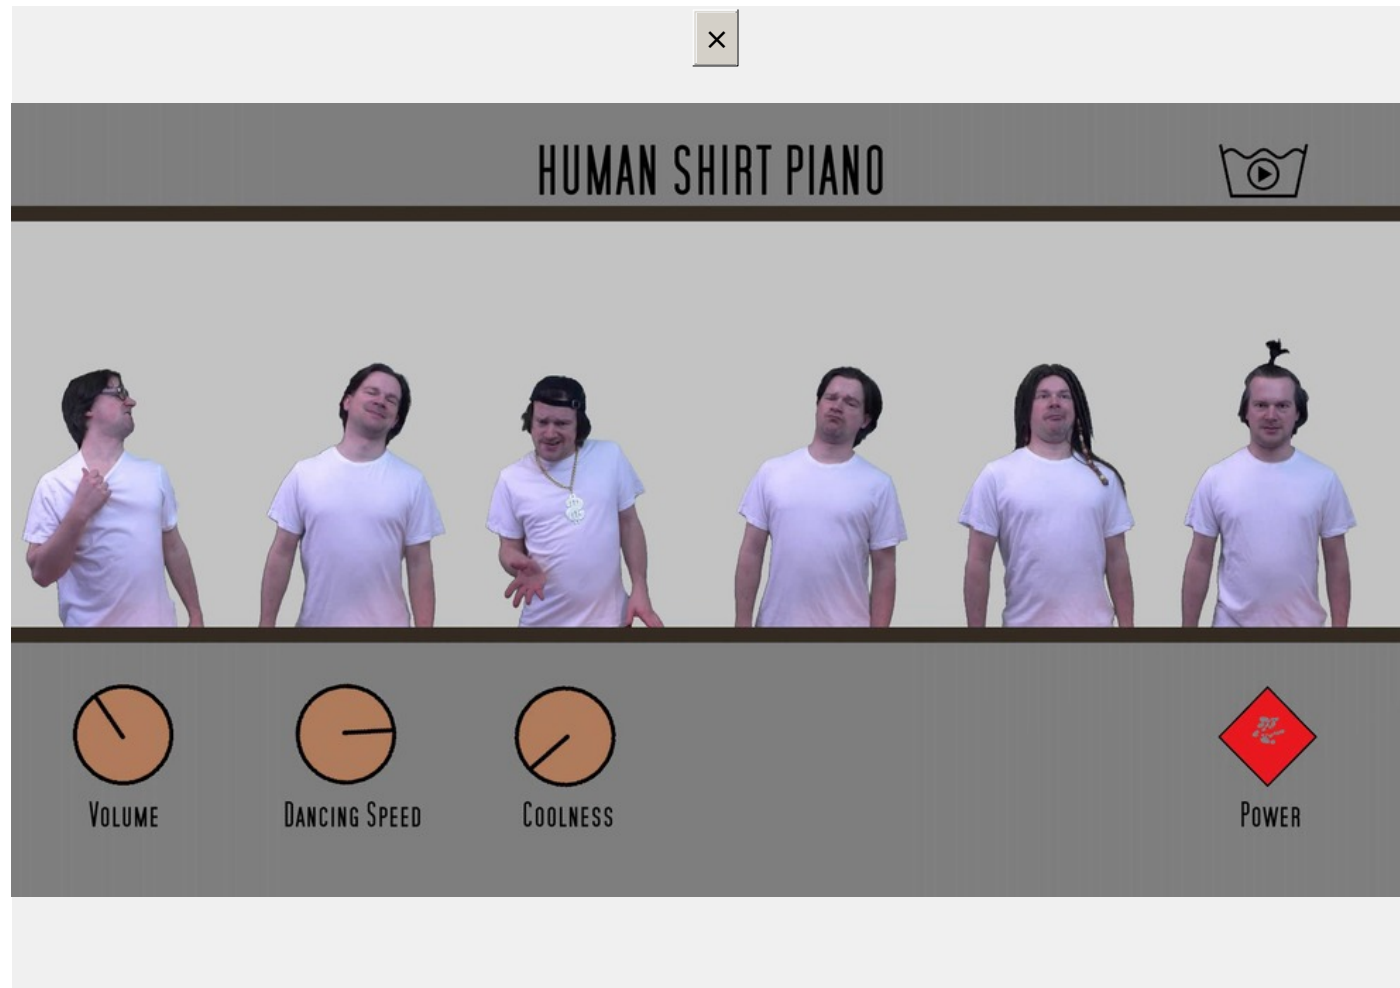 HUMAN SHIRT PIANO
VOLUME
DANCING SPEED
COOLNESS
POWER